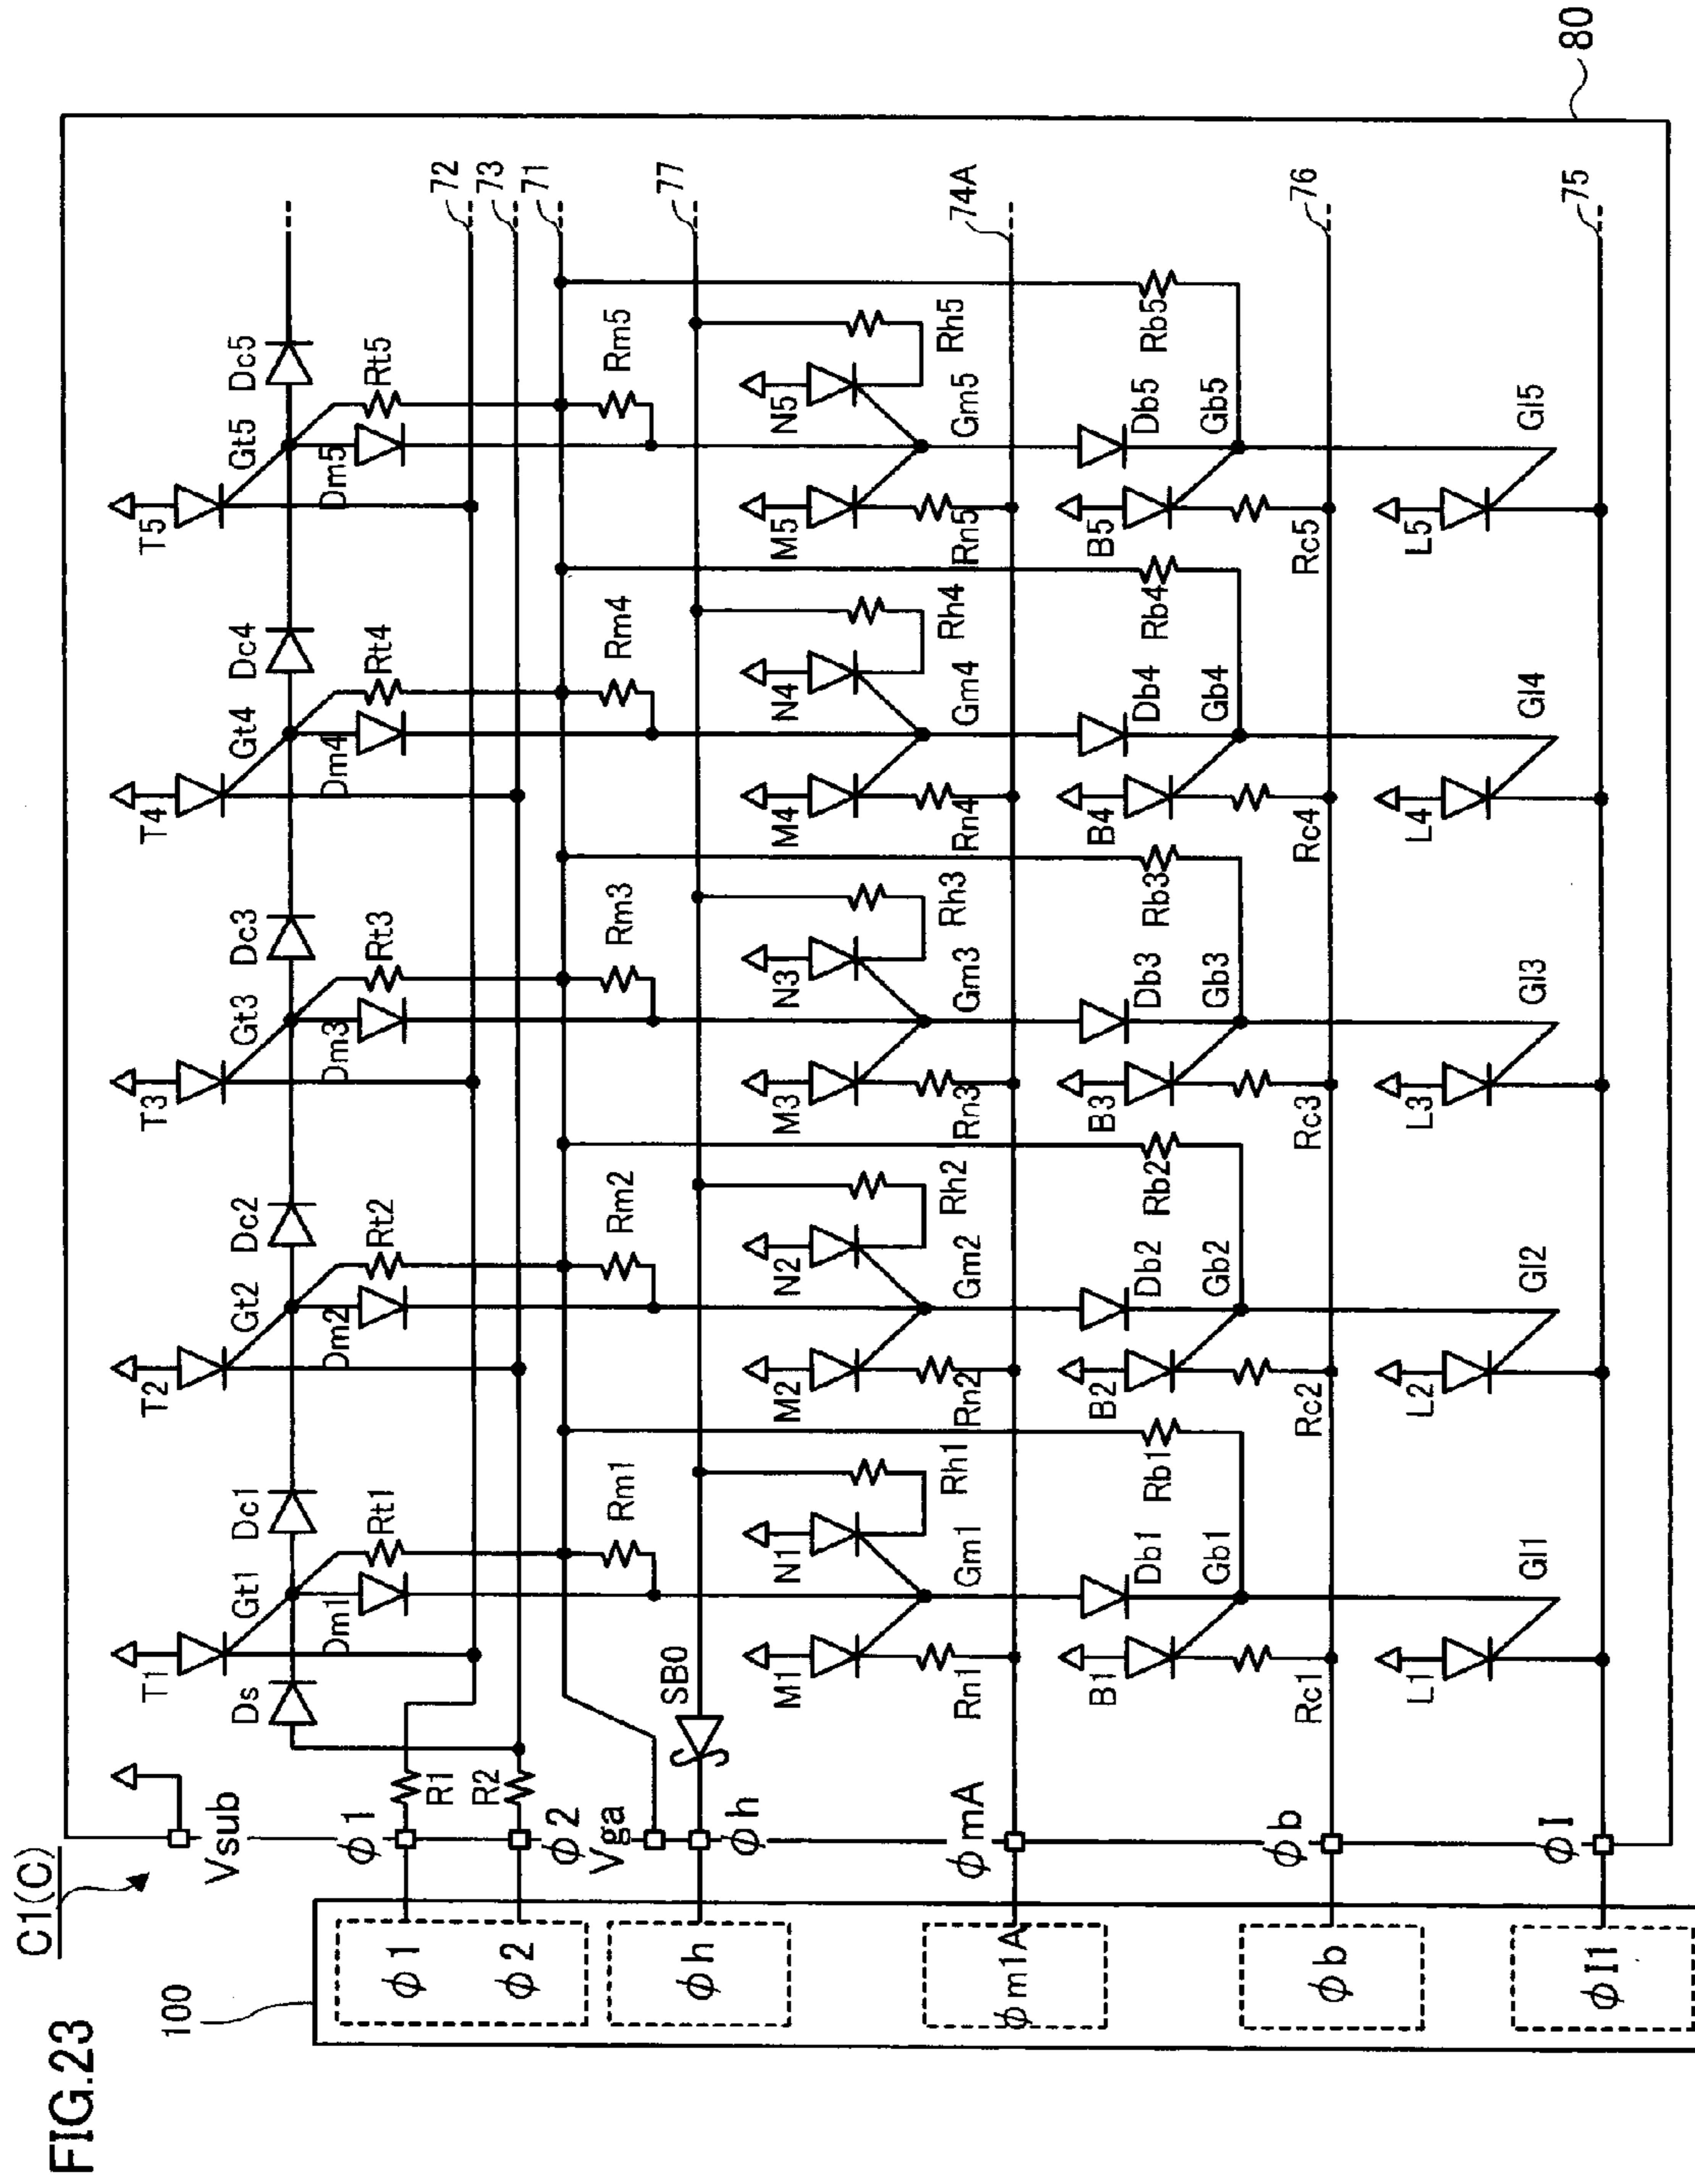 FIG.23
C1(C)
100
80
Vsub
ϕ1
ϕ2
Vga
ϕh
ϕmA
ϕb
ϕI
ϕ1
ϕ2
ϕh
ϕm1A
ϕb
ϕI1
R1
R2
SB0
T1 T2 T3 T4 T5
Ds Dc1 Dc2 Dc3 Dc4 Dc5
Gt1 Gt2 Gt3 Gt4 Gt5
Rt1 Rt2 Rt3 Rt4 Rt5
Dm1 Dm2 Dm3 Dm4 Dm5
72
73
71
Rm1 Rm2 Rm3 Rm4 Rm5
77
M1 N1 M2 N2 M3 N3 M4 N4 M5 N5
Rn1 Gm1 Rh1 Rn2 Gm2 Rh2 Rn3 Gm3 Rh3 Rn4 Gm4 Rh4 Rn5 Gm5 Rh5
74A
B1 Db1 Rb1 B2 Db2 Rb2 B3 Db3 Rb3 B4 Db4 Rb4 B5 Db5 Rb5
Gb1 Gb2 Gb3 Gb4 Gb5
Rc1 Rc2 Rc3 Rc4 Rc5
76
L1 L2 L3 L4 L5
Gl1 Gl2 Gl3 Gl4 Gl5
75